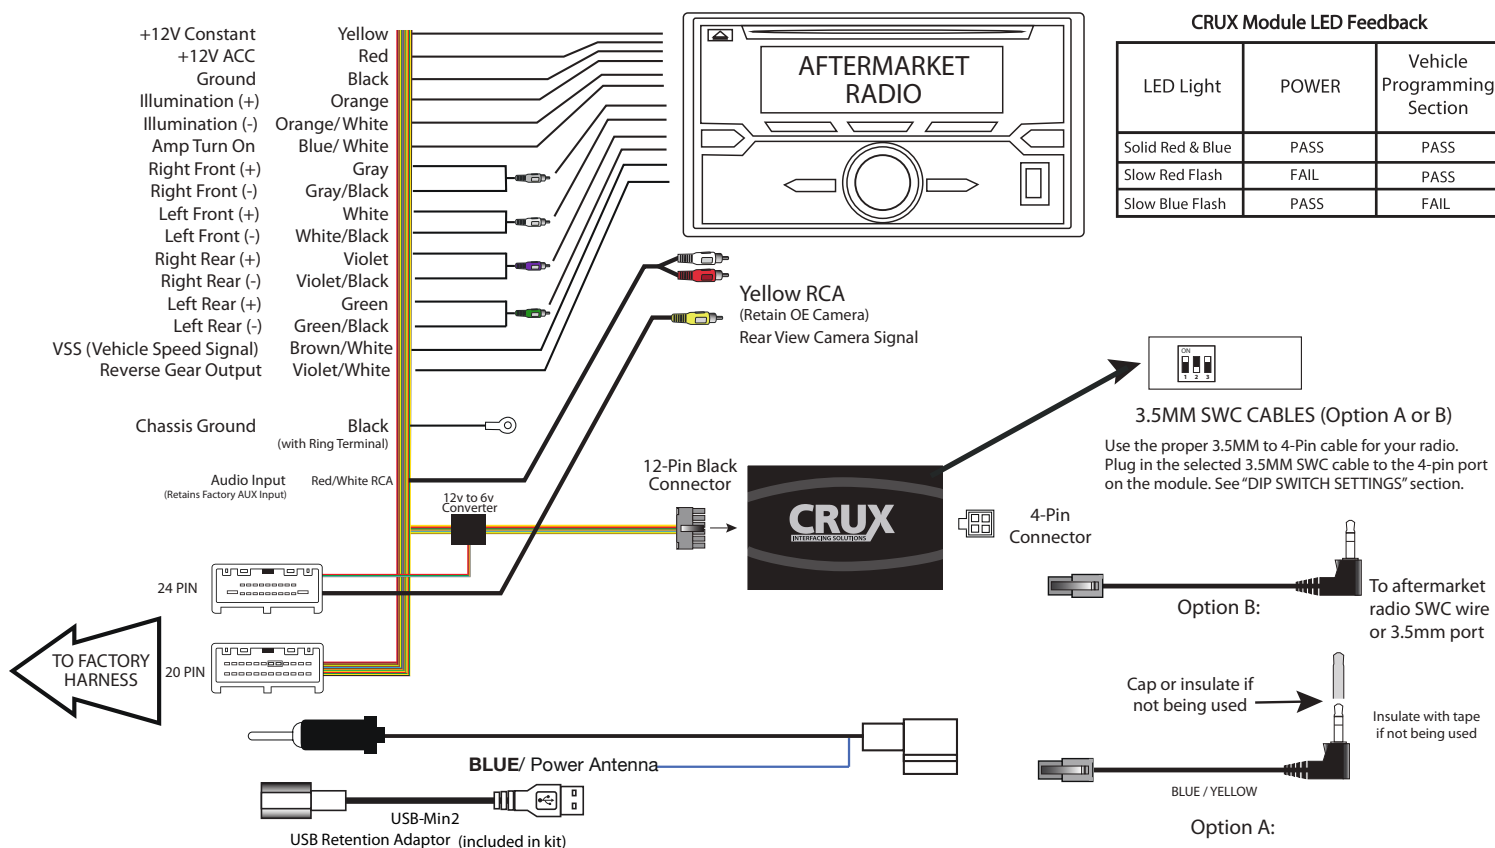 +12V Constant Yellow
+12V ACC Red
Ground Black
Illumination (+) Orange
Illumination (-) Orange/ White
Amp Turn On Blue/ White
Right Front (+) Gray
Right Front (-) Gray/Black
Left Front (+) White
Left Front (-) White/Black
Right Rear (+) Violet
Right Rear (-) Violet/Black
Left Rear (+) Green
Left Rear (-) Green/Black
VSS (Vehicle Speed Signal) Brown/White
Reverse Gear Output Violet/White
Chassis Ground Black
(with Ring Terminal)
Audio Input Red/White RCA
(Retains Factory AUX Input)
AFTERMARKET
RADIO
CRUX Module LED Feedback
LED Light POWER Vehicle
Programming
Section
Solid Red & Blue PASS PASS
Slow Red Flash FAIL PASS
Slow Blue Flash PASS FAIL
Yellow RCA
(Retain OE Camera)
Rear View Camera Signal
ON
1 2 3
3.5MM SWC CABLES (Option A or B)
Use the proper 3.5MM to 4-Pin cable for your radio.
Plug in the selected 3.5MM SWC cable to the 4-pin port
on the module. See “DIP SWITCH SETTINGS” section.
12-Pin Black
Connector
12v to 6v
Converter
CRUX
INTERFACING SOLUTIONS
4-Pin
Connector
24 PIN
20 PIN
TO FACTORY
HARNESS
Option B:
To aftermarket
radio SWC wire
or 3.5mm port
Cap or insulate if
not being used
Insulate with tape
if not being used
BLUE / YELLOW
Option A:
BLUE/ Power Antenna
USB-Min2
USB Retention Adaptor (included in kit)